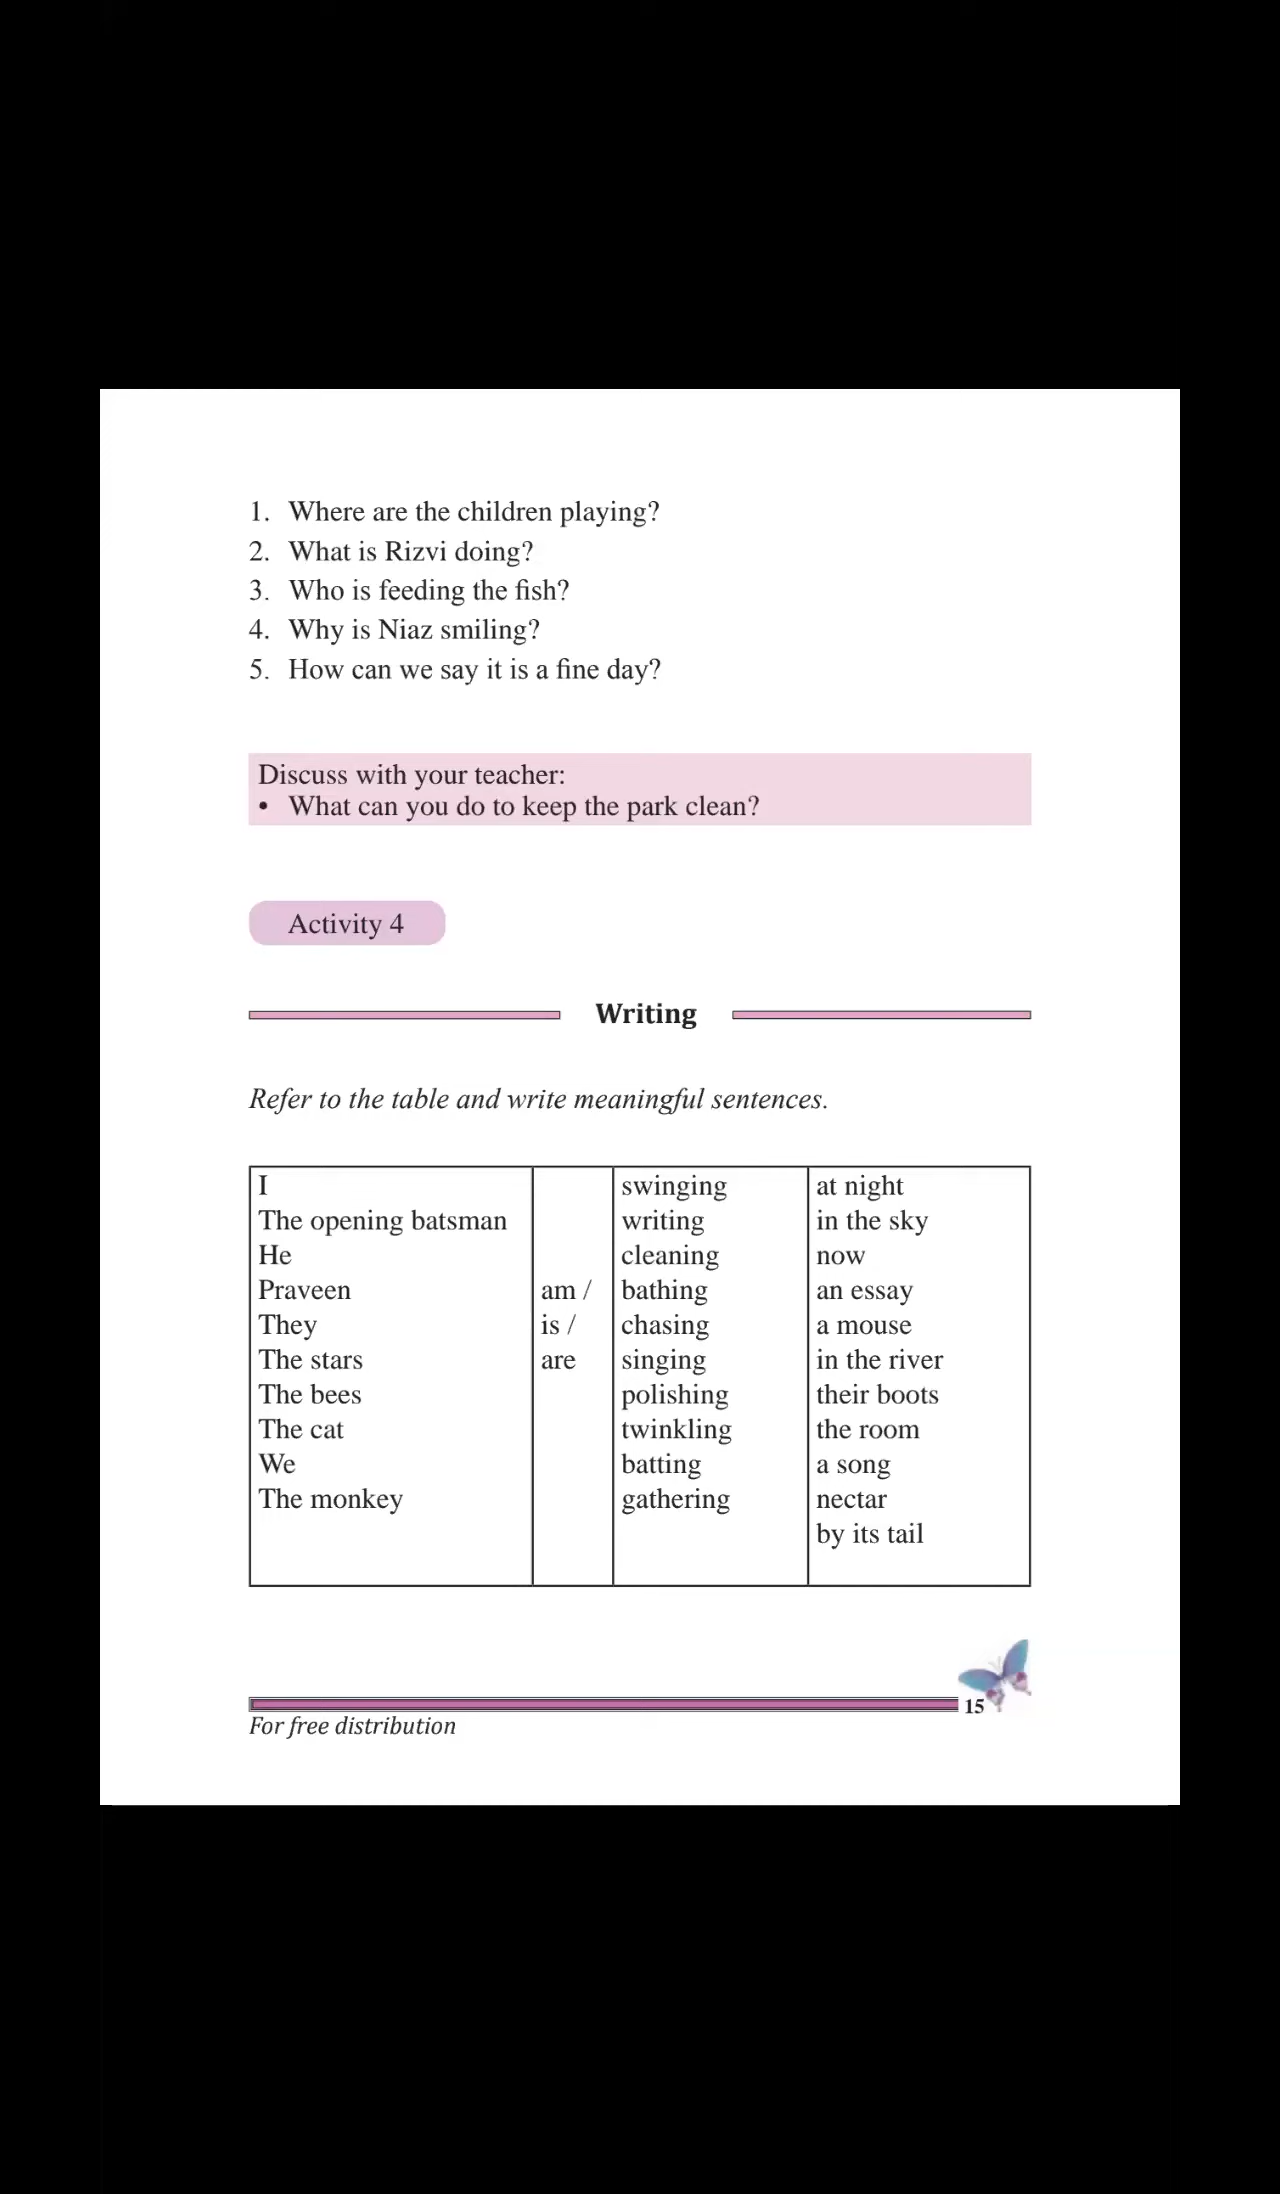 1. Where are the children playing?
2. What is Rizvi doing?
3. Who is feeding the fish?
4. Why is Niaz smiling?
5. How can we say it is a fine day?
Discuss with your teacher:
• What can you do to keep the park clean?
Activity 4
Writing
Refer to the table and write meaningful sentences.
I swinging at night
The opening batsman writing in the sky
He cleaning now
Praveen am / bathing an essay
They is / chasing a mouse
The stars are singing in the river
The bees polishing their boots
The cat twinkling the room
We batting a song
The monkey gathering nectar
by its tail
15
For free distribution